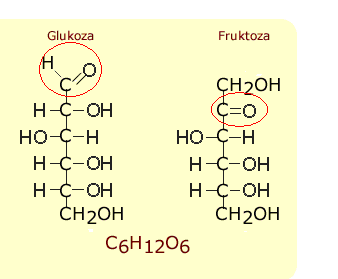 Glukoza
H O
C
H-C-OH
HO-C-H
H-C-OH
H-C-OH
CH2OH
Fruktoza
CH2OH
C=O
HO-C-H
H-C-OH
H-C-OH
CH2OH
C6H12O6